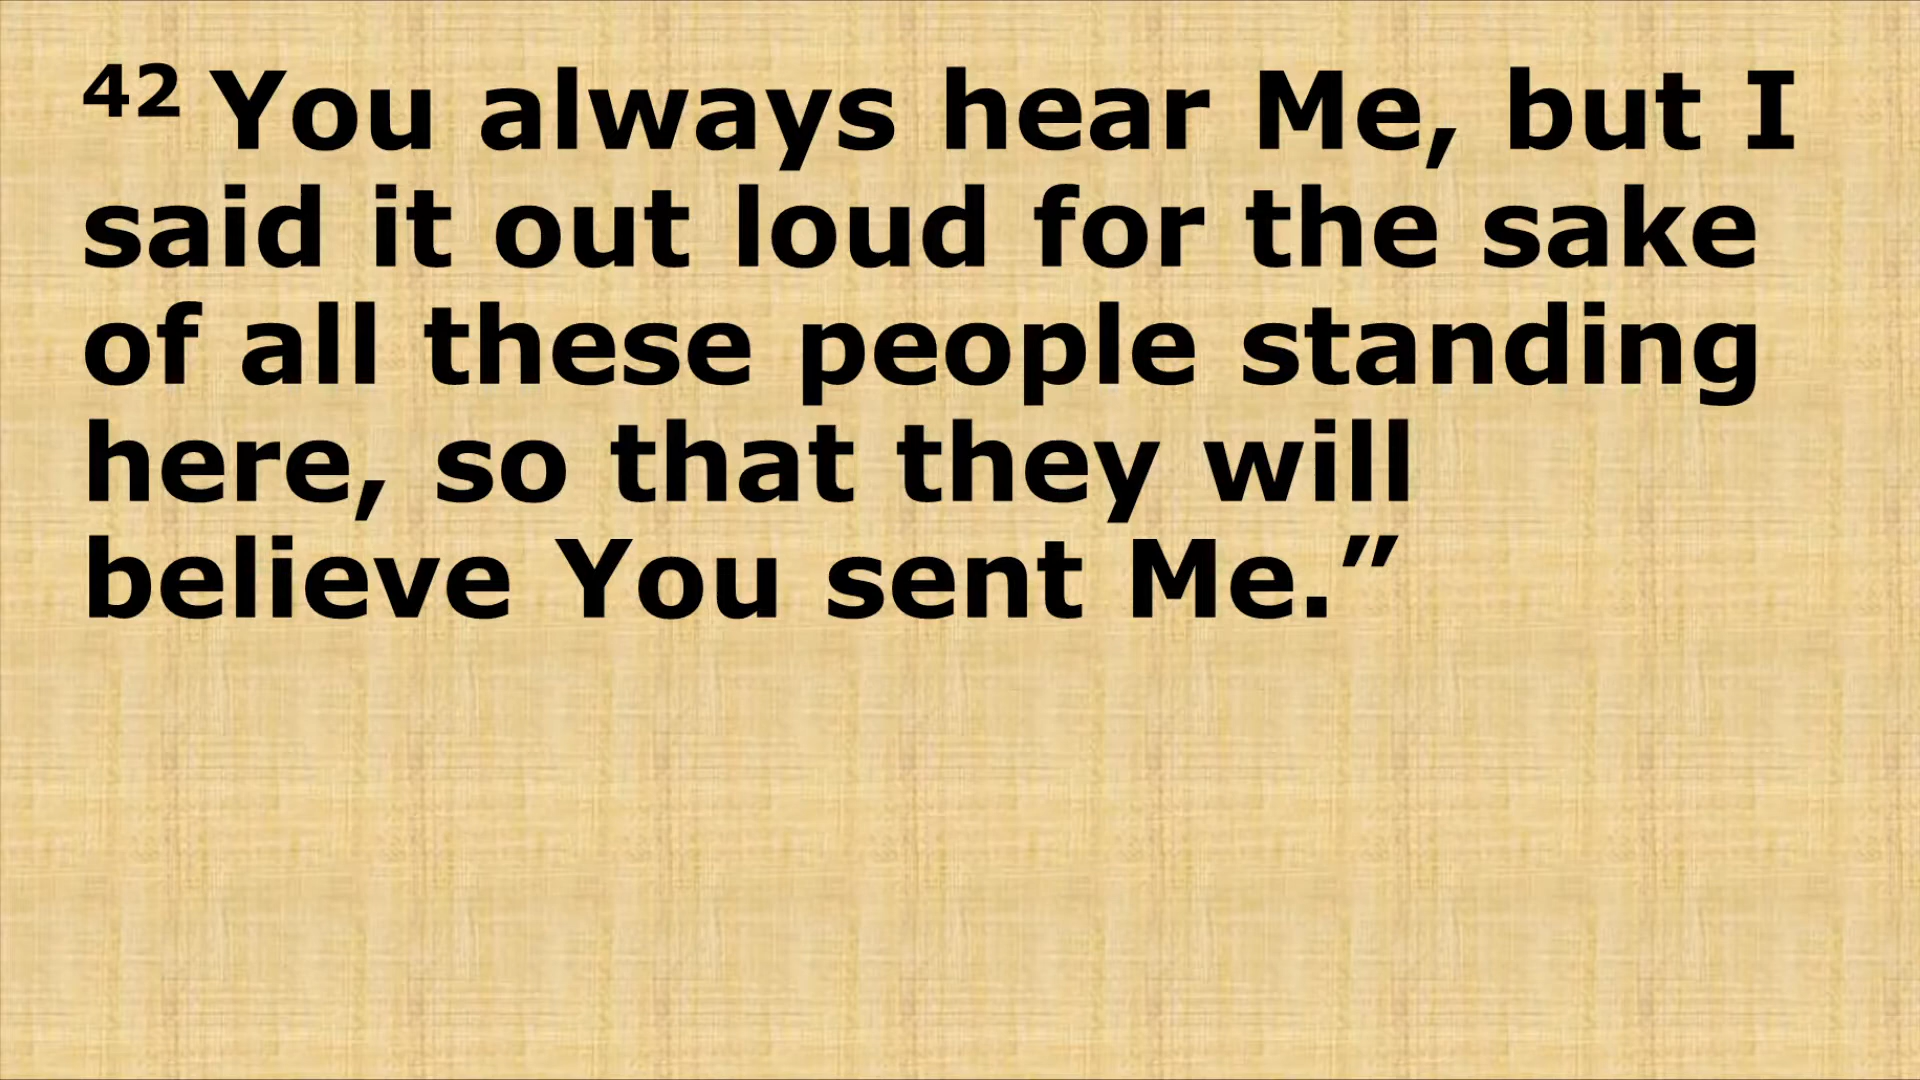 42 You always hear Me, but I
said it out loud for the sake
of all these people standing
here, so that they will
believe You sent Me.”